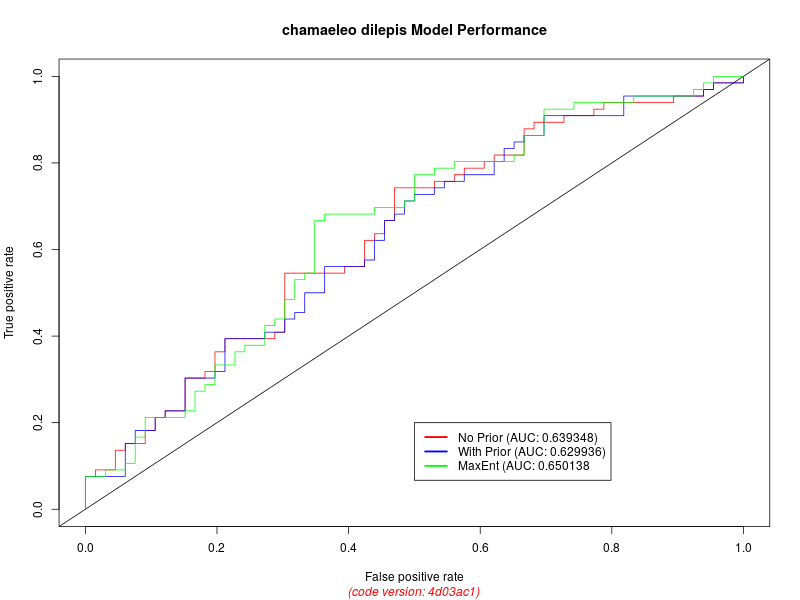 chamaeleo dilepis Model Performance
True positive rate
1.0
0.8
0.6
0.4
0.2
0.0
No Prior (AUC: 0.639348)
With Prior (AUC: 0.629936)
MaxEnt (AUC: 0.650138
0.0 0.2 0.4 0.6 0.8 1.0
False positive rate
(code version: 4d03ac1)